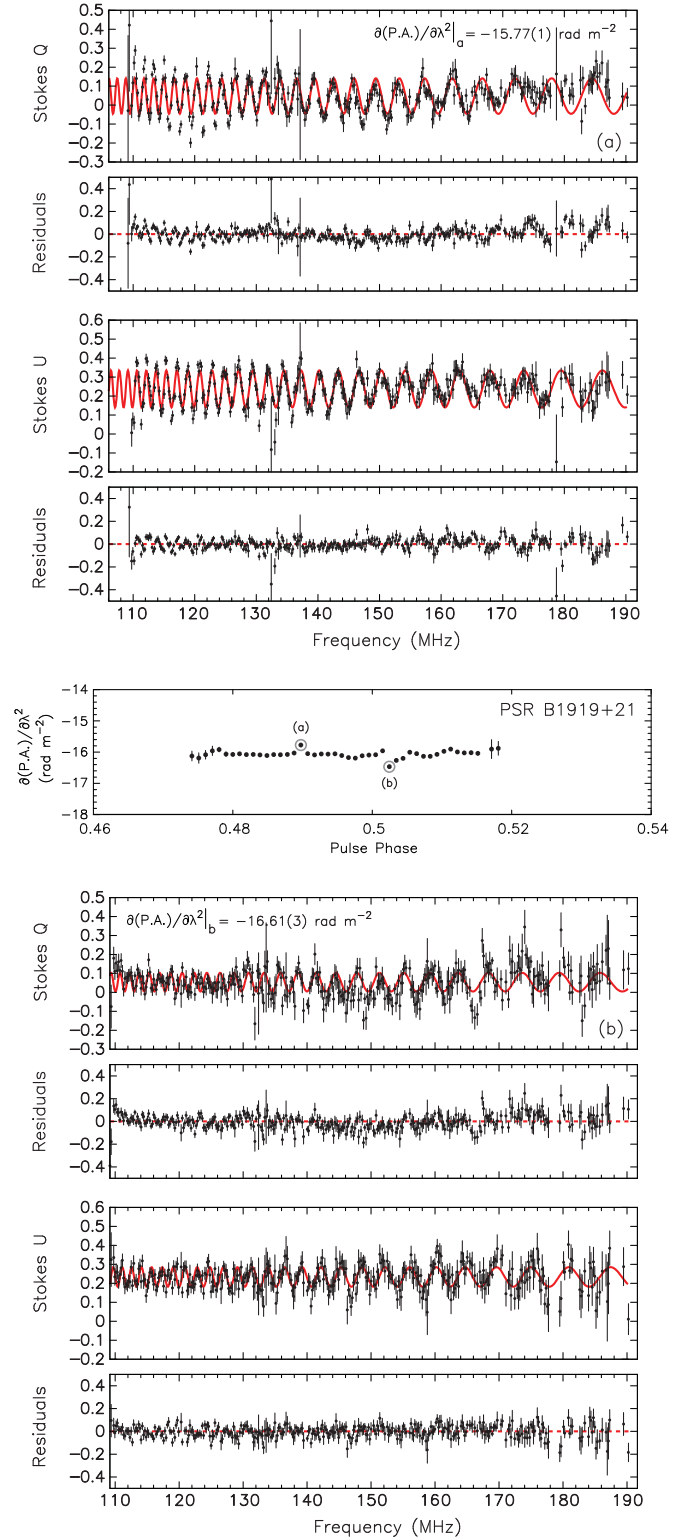 0.5
0.4
0.3
0.2
0.1
0
−0.1
−0.2
0.3
Stokes Q
∂(P.A.)/∂λ²|a = −15.77(1) rad m−2
(a)
0.4
0.2
0
−0.2
−0.4
Residuals
0.6
0.5
0.4
0.3
0.2
0.1
0
−0.1
−0.2
Stokes U
0.4
0.2
0
−0.2
−0.4
Residuals
110 120 130 140 150 160 170 180 190
Frequency (MHz)
−14
−15
−16
−17
−18
∂(P.A.)/∂λ²
(rad m−2)
PSR B1919+21
(a)
(b)
0.46 0.48 0.5 0.52 0.54
Pulse Phase
0.5
0.4
0.3
0.2
0.1
0
−0.1
−0.2
0.3
Stokes Q
∂(P.A.)/∂λ²|b = −16.61(3) rad m−2
(b)
0.4
0.2
0
−0.2
−0.4
Residuals
0.6
0.5
0.4
0.3
0.2
0.1
0
−0.1
−0.2
Stokes U
0.4
0.2
0
−0.2
−0.4
Residuals
110 120 130 140 150 160 170 180 190
Frequency (MHz)